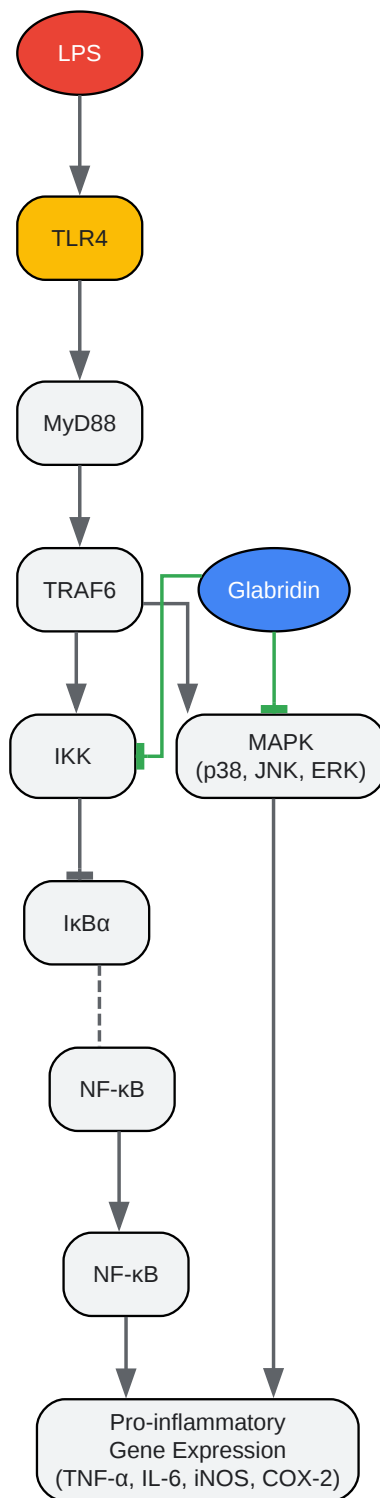 LPS
TLR4
MyD88
TRAF6
Glabridin
IKK
MAPK
(p38, JNK, ERK)
IκBα
NF-κB
NF-κB
Pro-inflammatory
Gene Expression
(TNF-α, IL-6, iNOS, COX-2)